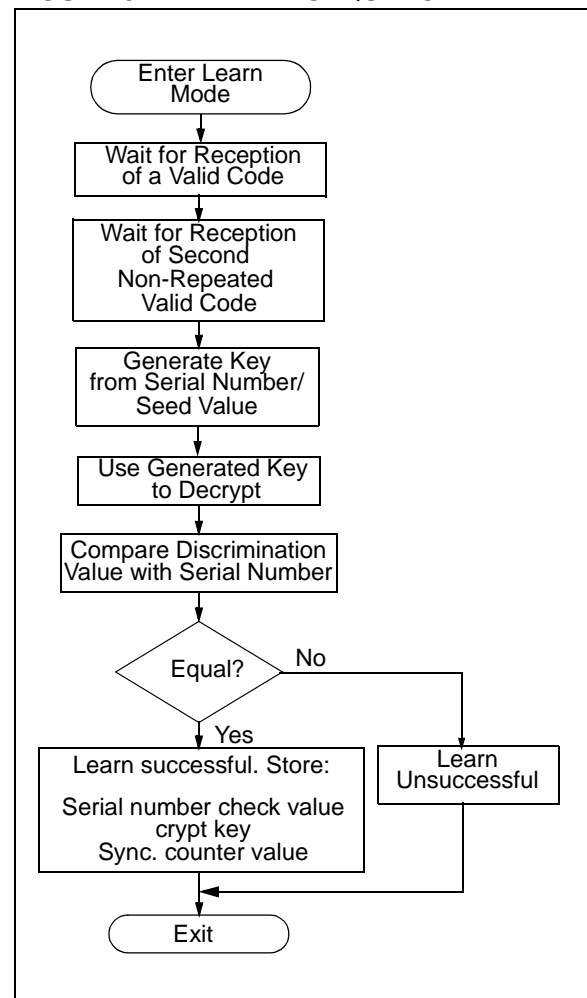 Enter Learn
Mode
Wait for Reception
of a Valid Code
Wait for Reception
of Second
Non-Repeated
Valid Code
Generate Key
from Serial Number/
Seed Value
Use Generated Key
to Decrypt
Compare Discrimination
Value with Serial Number
Equal?
No
Yes
Learn successful. Store:
Serial number check value
crypt key
Sync. counter value
Learn
Unsuccessful
Exit